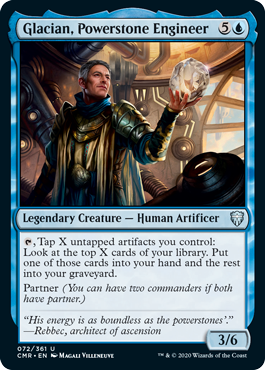 Glacian, Powerstone Engineer 5
Legendary Creature — Human Artificer
, Tap X untapped artifacts you control:
Look at the top X cards of your library. Put
one of those cards into your hand and the rest
into your graveyard.
Partner (You can have two commanders if both
have partner.)
“His energy is as boundless as the powerstones’.”
—Rebbec, architect of ascension
3/6
072/361 U
CMR • EN MAGALI VILLENEUVE
™ & © 2020 Wizards of the Coast